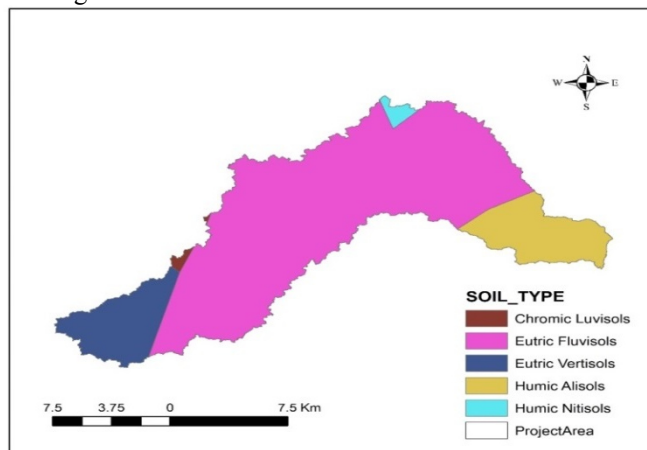 N
W E
S
SOIL_TYPE
Chromic Luvisols
Eutric Fluvisols
Eutric Vertisols
Humic Alisols
Humic Nitisols
ProjectArea
7.5 3.75 0 7.5 Km